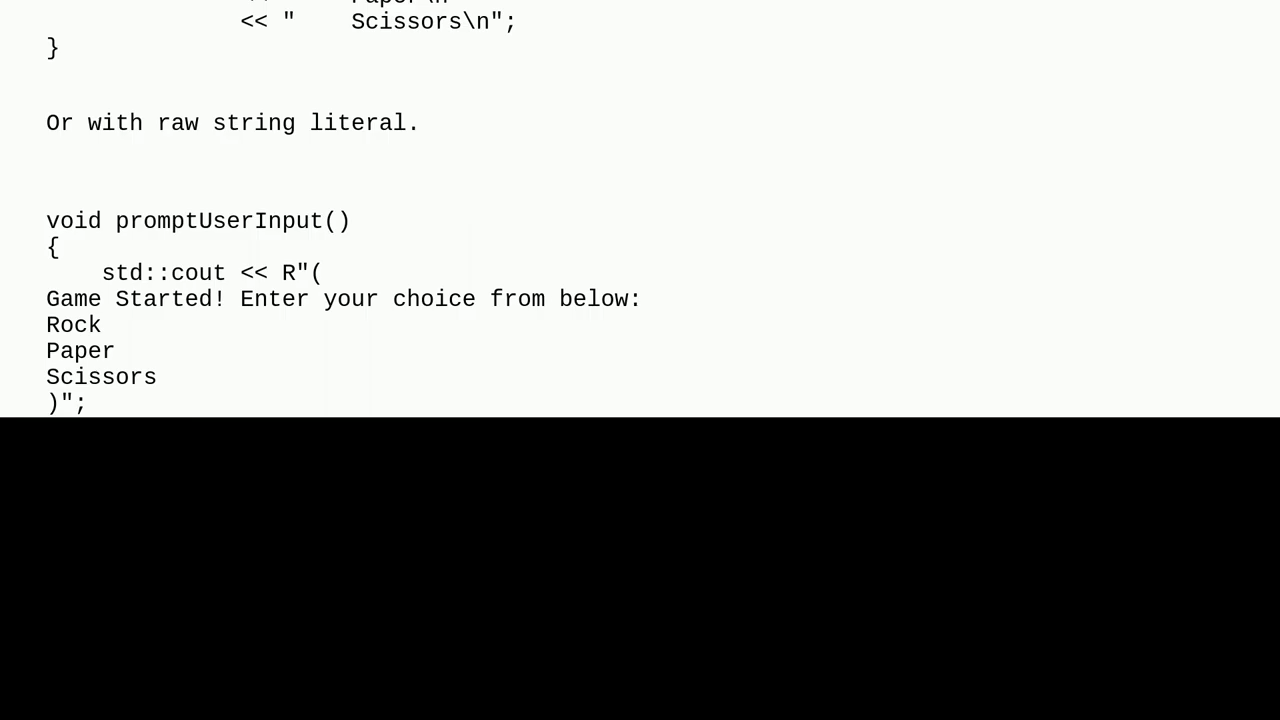 << "    Scissors\n";
}
Or with raw string literal.
void promptUserInput()
{
    std::cout << R"(
Game Started! Enter your choice from below:
Rock
Paper
Scissors
)";